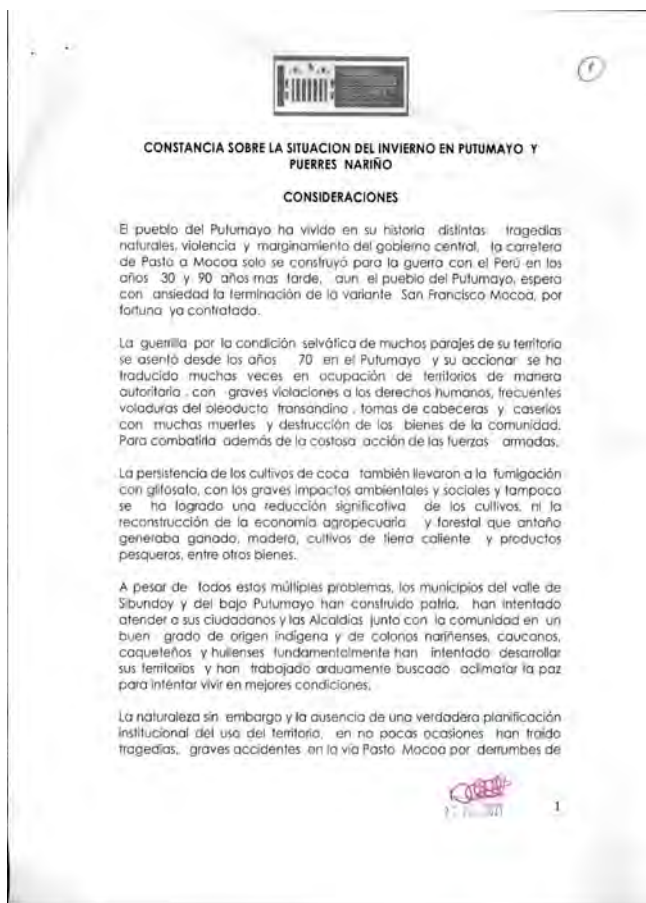 1
CONSTANCIA SOBRE LA SITUACION DEL INVIERNO EN PUTUMAYO Y
PUERRES NARIÑO
CONSIDERACIONES
El pueblo del Putumayo ha vivido en su historia distintas tragedias
naturales, violencia y marginamiento del gobierno central, la carretera
de Pasto a Mocoa solo se construyó para la guerra con el Perú en los
años 30 y 90 años mas tarde, aun el pueblo del Putumayo, espera
con ansiedad la terminación de la variante San Francisco Mocoa, por
fortuna ya contratada.
La guerrilla por la condición selvática de muchos parajes de su territorio
se asentó desde los años 70 en el Putumayo y su accionar se ha
traducido muchas veces en ocupación de territorios de manera
autoritaria , con graves violaciones a los derechos humanos, frecuentes
voladuras del oleoducto transandino , tomas de cabeceras y caseríos
con muchas muertes y destrucción de los bienes de la comunidad.
Para combatirla además de la costosa acción de las fuerzas armadas.
La persistencia de los cultivos de coca también llevaron a la fumigación
con glifosato, con los graves impactos ambientales y sociales y tampoco
se ha logrado una reducción significativa de los cultivos, ni la
reconstrucción de la economía agropecuaria y forestal que antaño
generaba ganado, madera, cultivos de tierra caliente y productos
pesqueros, entre otros bienes.
A pesar de todos estos múltiples problemas, los municipios del valle de
Sibundoy y del bajo Putumayo han construido patria, han intentado
atender a sus ciudadanos y las Alcaldías junto con la comunidad en un
buen grado de origen indígena y de colonos nariñenses, caucanos,
caqueteños y huilenses fundamentalmente han intentado desarrollar
sus territorios y han trabajado arduamente buscado aclimatar la paz
para intentar vivir en mejores condiciones.
La naturaleza sin embargo y la ausencia de una verdadera planificación
institucional del uso del territorio, en no pocas ocasiones han traído
tragedias, graves accidentes en la vía Pasto Mocoa por derrumbes de
1